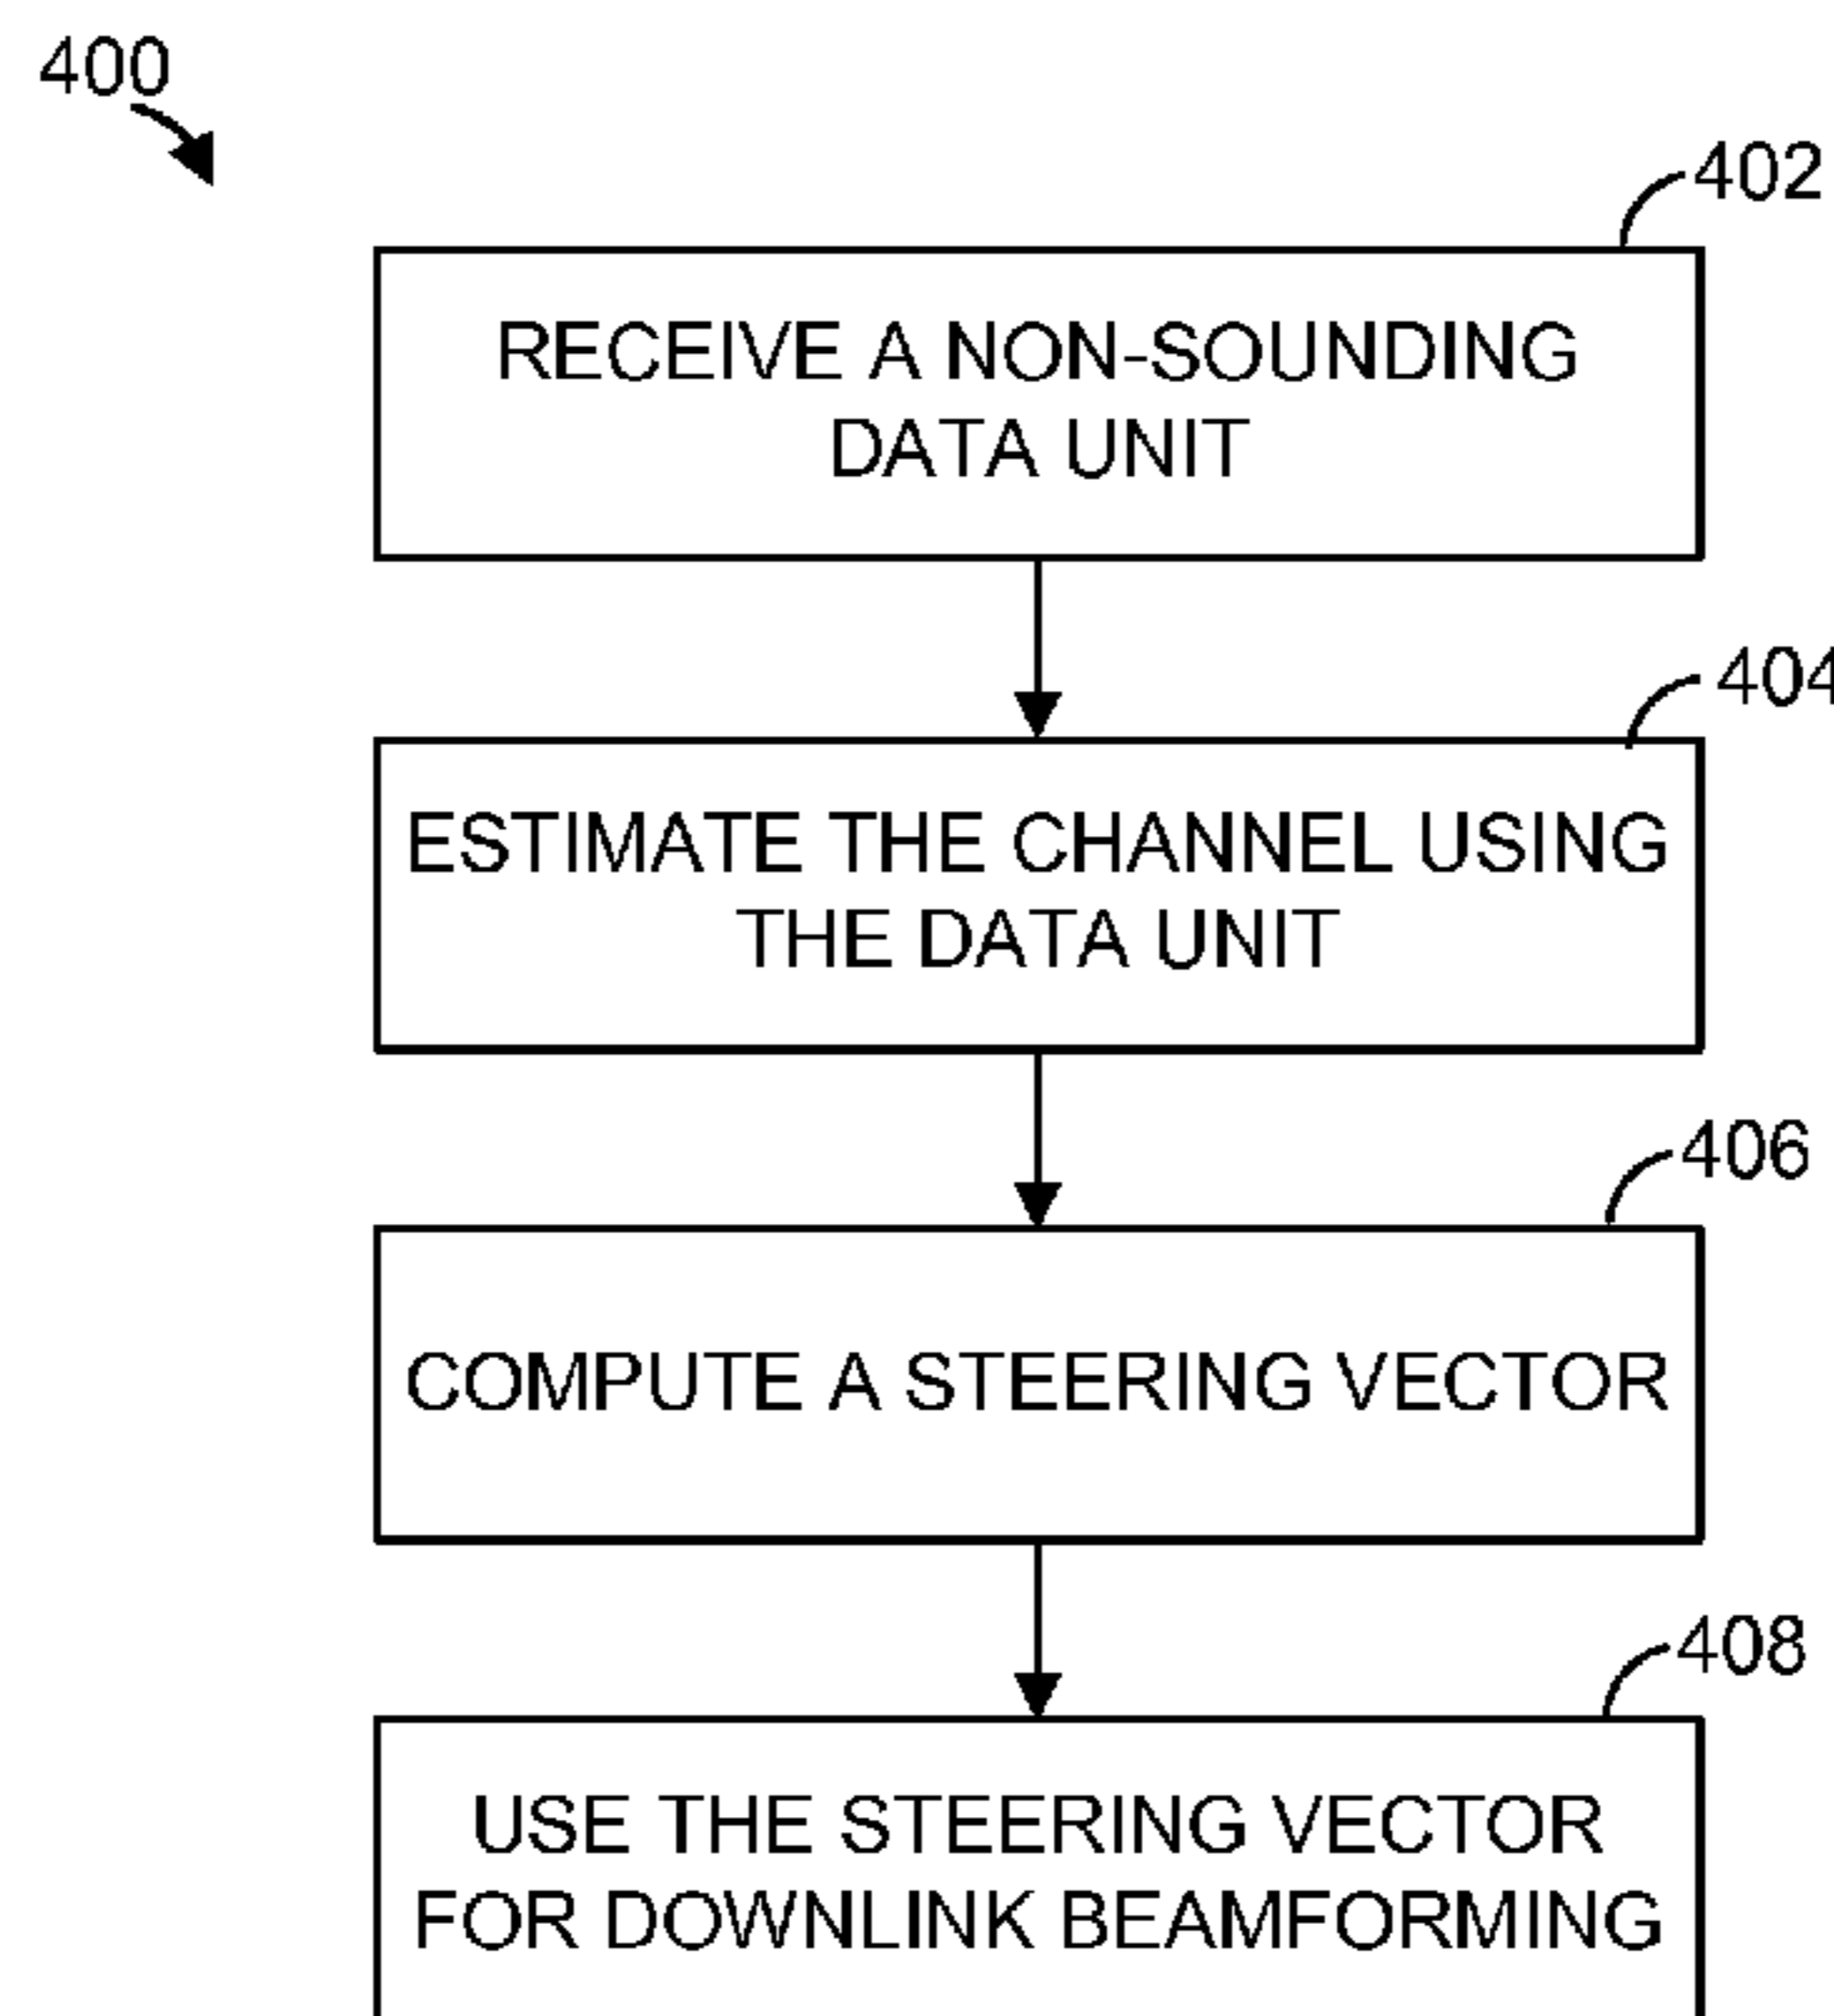 400
402
RECEIVE A NON-SOUNDING
DATA UNIT
404
ESTIMATE THE CHANNEL USING
THE DATA UNIT
406
COMPUTE A STEERING VECTOR
408
USE THE STEERING VECTOR
FOR DOWNLINK BEAMFORMING